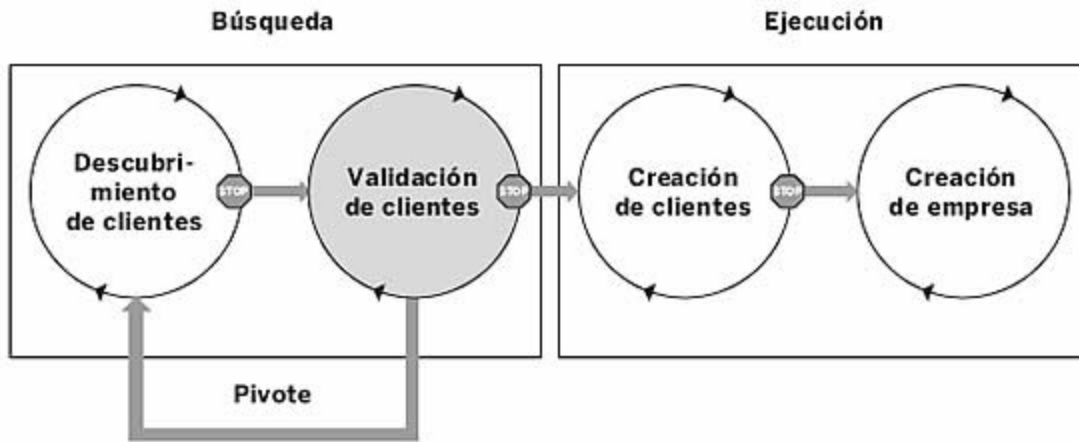 Búsqueda
Ejecución
Descubri-
miento
de clientes
STOP
Validación
de clientes
STOP
Creación
de clientes
STOP
Creación
de empresa
Pivote